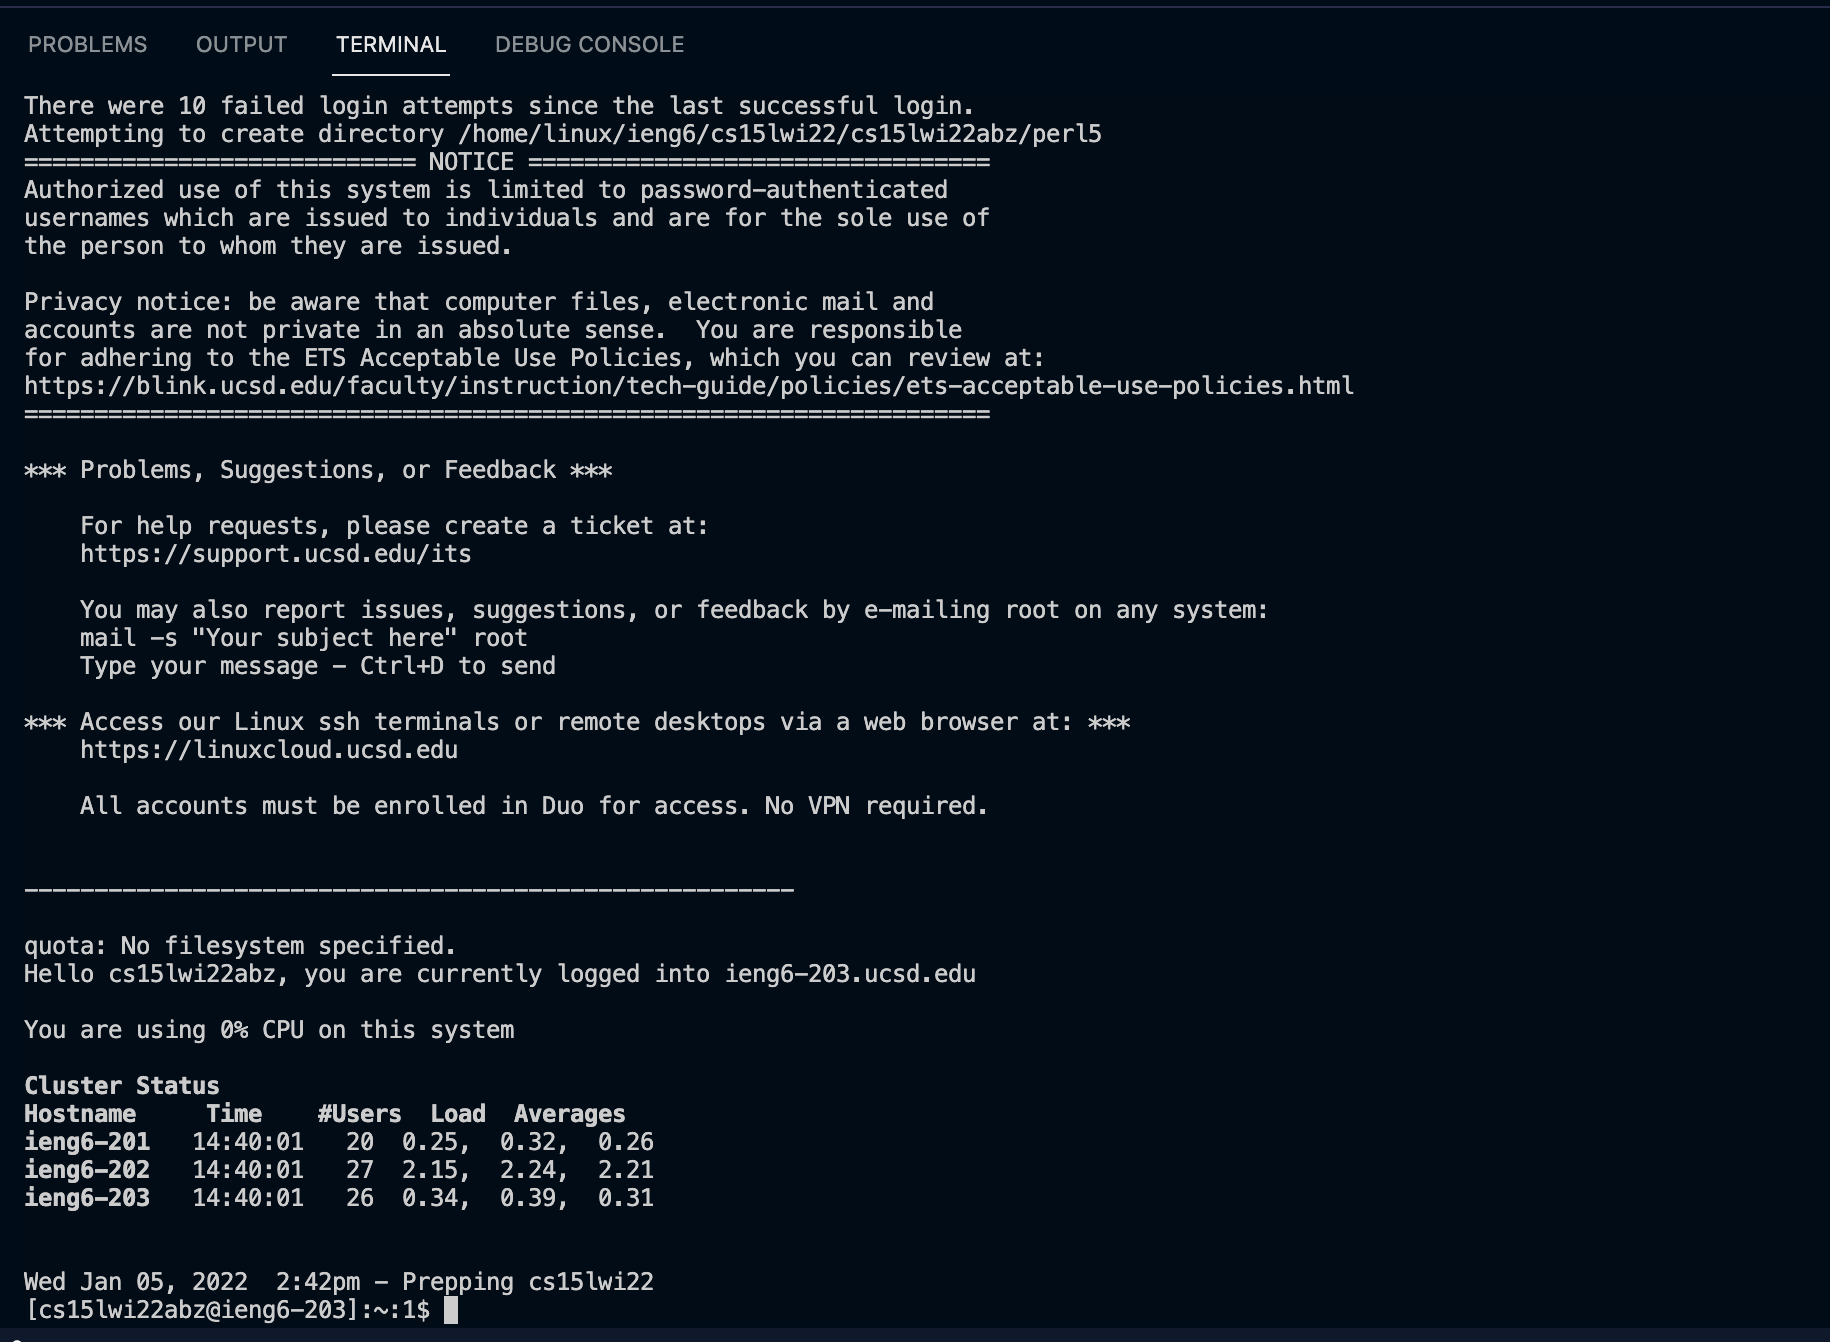 PROBLEMS OUTPUT TERMINAL DEBUG CONSOLE
There were 10 failed login attempts since the last successful login.
Attempting to create directory /home/linux/ieng6/cs15lwi22/cs15lwi22abz/perl5
============================ NOTICE =================================
Authorized use of this system is limited to password-authenticated
usernames which are issued to individuals and are for the sole use of
the person to whom they are issued.
Privacy notice: be aware that computer files, electronic mail and
accounts are not private in an absolute sense.  You are responsible
for adhering to the ETS Acceptable Use Policies, which you can review at:
https://blink.ucsd.edu/faculty/instruction/tech-guide/policies/ets-acceptable-use-policies.html
=====================================================================
*** Problems, Suggestions, or Feedback ***
For help requests, please create a ticket at:
https://support.ucsd.edu/its
You may also report issues, suggestions, or feedback by e-mailing root on any system:
mail -s "Your subject here" root
Type your message - Ctrl+D to send
*** Access our Linux ssh terminals or remote desktops via a web browser at: ***
https://linuxcloud.ucsd.edu
All accounts must be enrolled in Duo for access. No VPN required.
-------------------------------------------------------
quota: No filesystem specified.
Hello cs15lwi22abz, you are currently logged into ieng6-203.ucsd.edu
You are using 0% CPU on this system
Cluster Status
Hostname     Time    #Users  Load  Averages
ieng6-201   14:40:01   20  0.25,  0.32,  0.26
ieng6-202   14:40:01   27  2.15,  2.24,  2.21
ieng6-203   14:40:01   26  0.34,  0.39,  0.31
Wed Jan 05, 2022  2:42pm - Prepping cs15lwi22
[cs15lwi22abz@ieng6-203]:~:1$